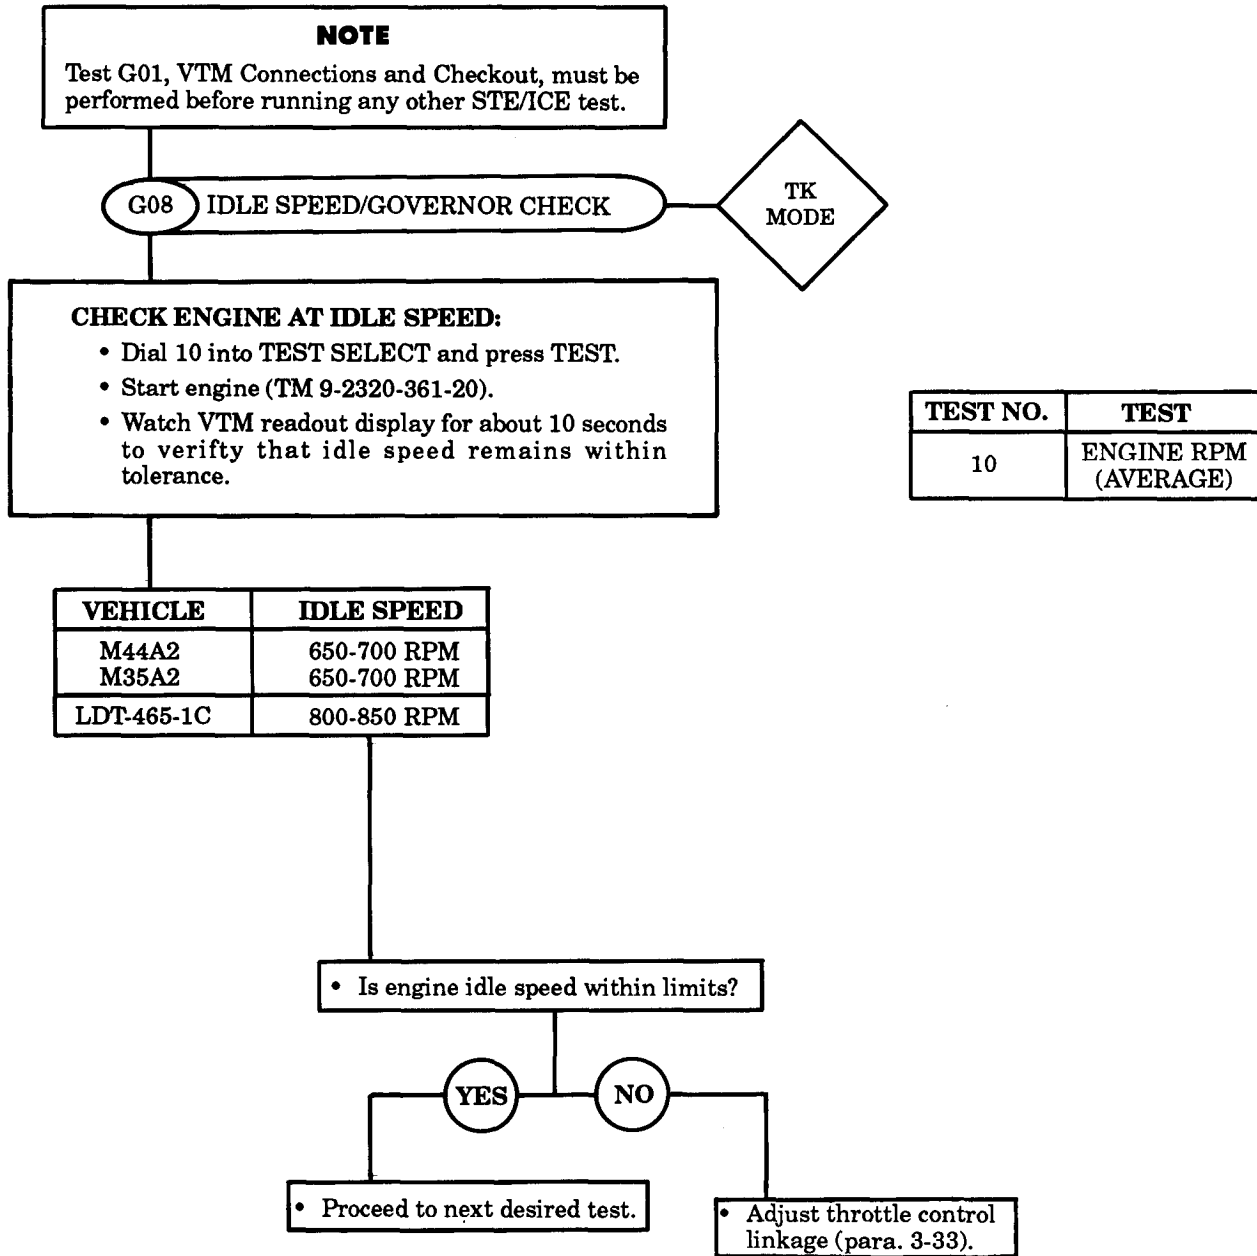 NOTE
Test G01, VTM Connections and Checkout, must be
performed before running any other STE/ICE test.
G08 IDLE SPEED/GOVERNOR CHECK
TK
MODE
CHECK ENGINE AT IDLE SPEED:
• Dial 10 into TEST SELECT and press TEST.
• Start engine (TM 9-2320-361-20).
• Watch VTM readout display for about 10 seconds
to verifty that idle speed remains within
tolerance.
TEST NO. TEST
10 ENGINE RPM
(AVERAGE)
VEHICLE IDLE SPEED
M44A2 650-700 RPM
M35A2 650-700 RPM
LDT-465-1C 800-850 RPM
• Is engine idle speed within limits?
YES NO
• Proceed to next desired test.
• Adjust throttle control
linkage (para. 3-33).